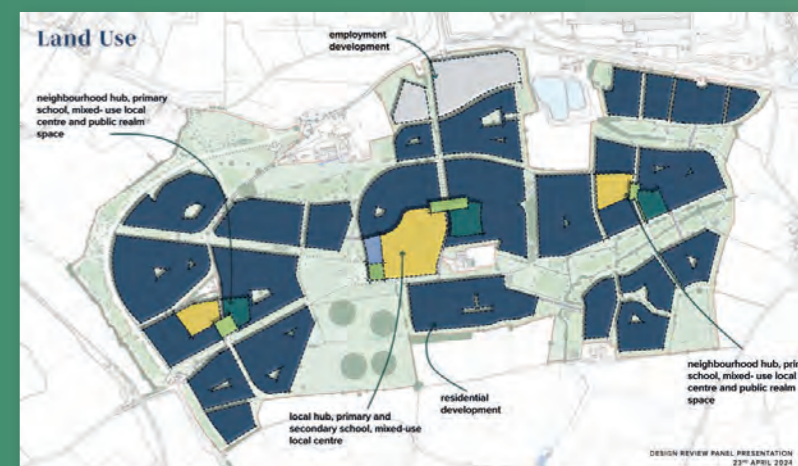 Land Use
employment
development
neighbourhood hub, primary
school, mixed- use local
centre and public realm
space
neighbourhood hub, prim
school, mixed- use local
centre and public realm
space
residential
development
local hub, primary and
secondary school, mixed-use
local centre
DESIGN REVIEW PANEL PRESENTATION
23RD APRIL 2024